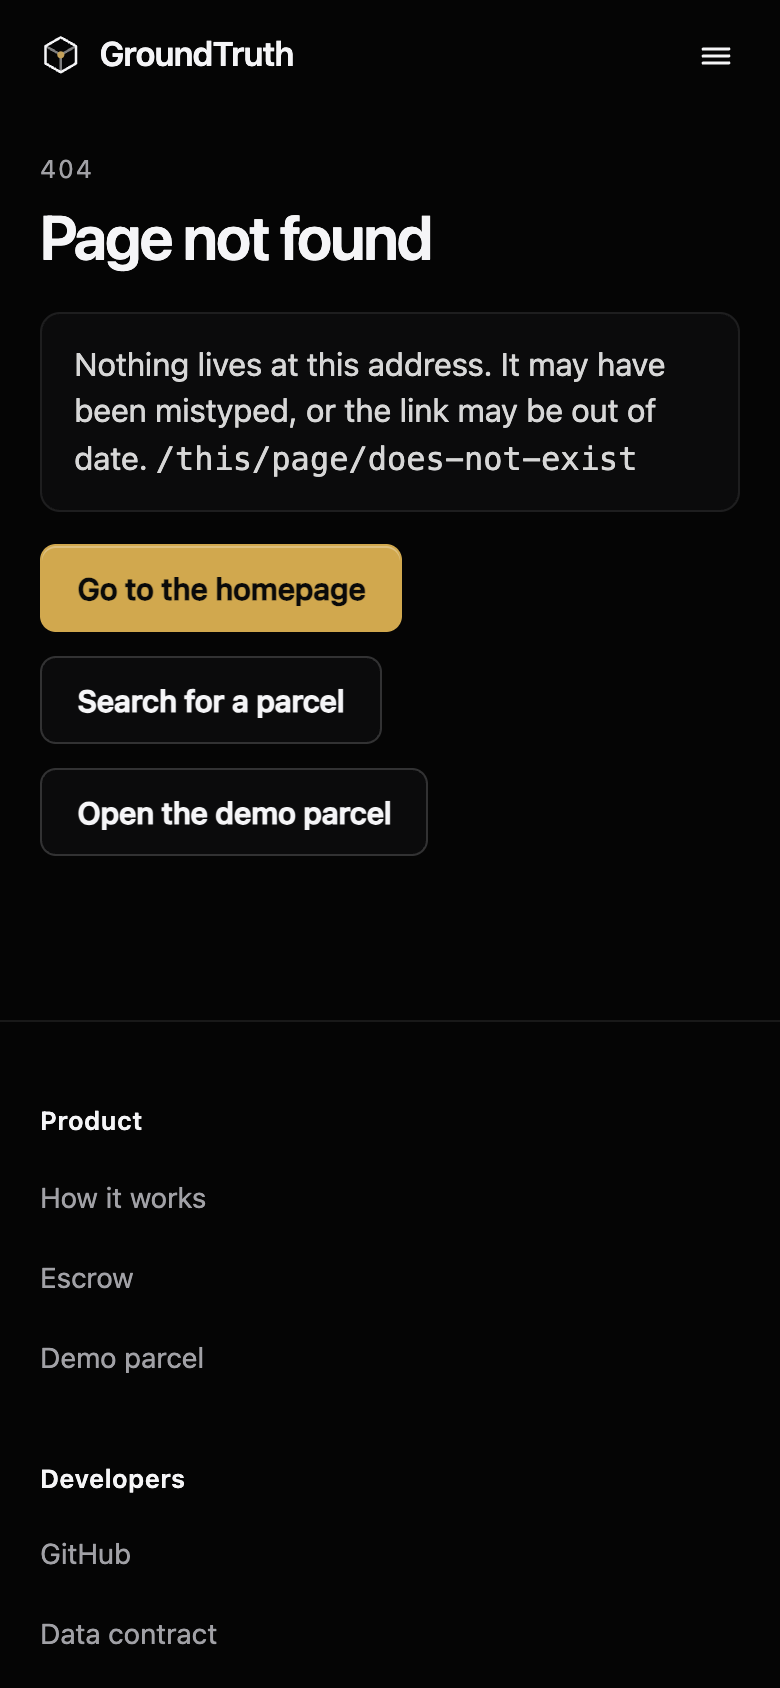 GroundTruth
404
Page not found
Nothing lives at this address. It may have
been mistyped, or the link may be out of
date. /this/page/does-not-exist
Go to the homepage
Search for a parcel
Open the demo parcel
Product
How it works
Escrow
Demo parcel
Developers
GitHub
Data contract